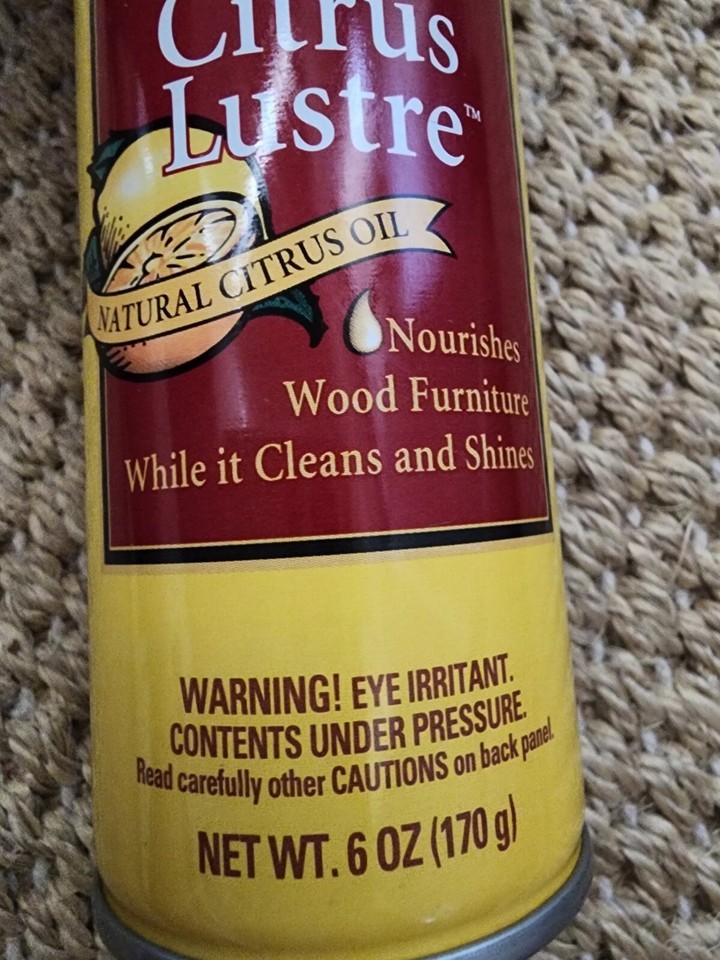 Citrus
Lustre™
NATURAL CITRUS OIL
Nourishes
Wood Furniture
While it Cleans and Shines
WARNING! EYE IRRITANT.
CONTENTS UNDER PRESSURE.
Read carefully other CAUTIONS on back panel.
NET WT. 6 OZ (170 g)